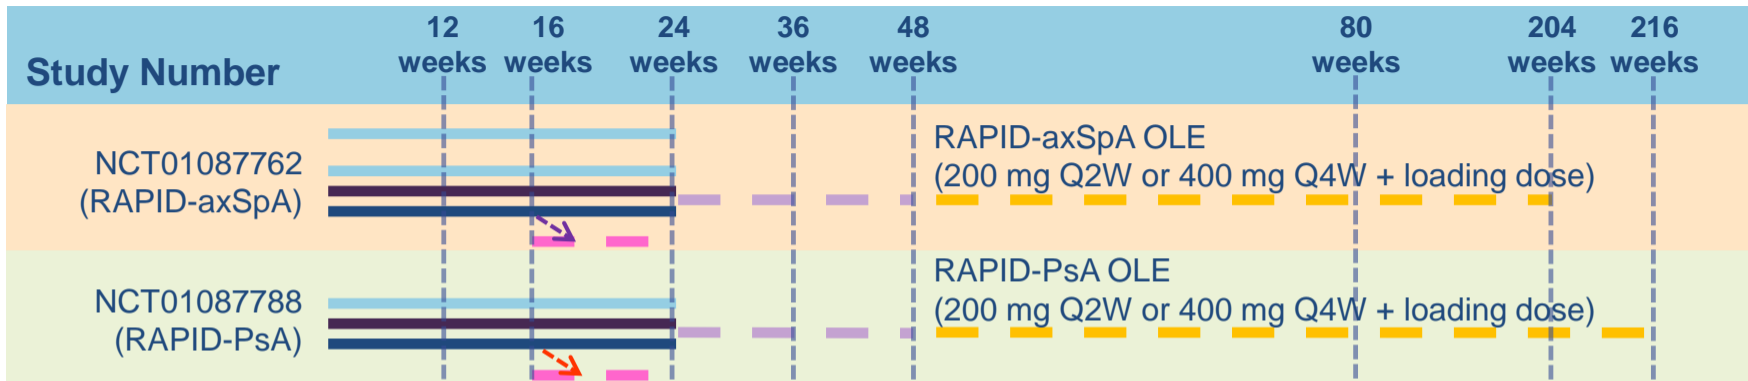 12 16 24 36 48 80 204 216
weeks weeks weeks weeks weeks weeks weeks weeks
Study Number
RAPID-axSpA OLE
NCT01087762
(200 mg Q2W or 400 mg Q4W + loading dose)
(RAPID-axSpA)
RAPID-PsA OLE
NCT01087788
(200 mg Q2W or 400 mg Q4W + loading dose)
(RAPID-PsA)